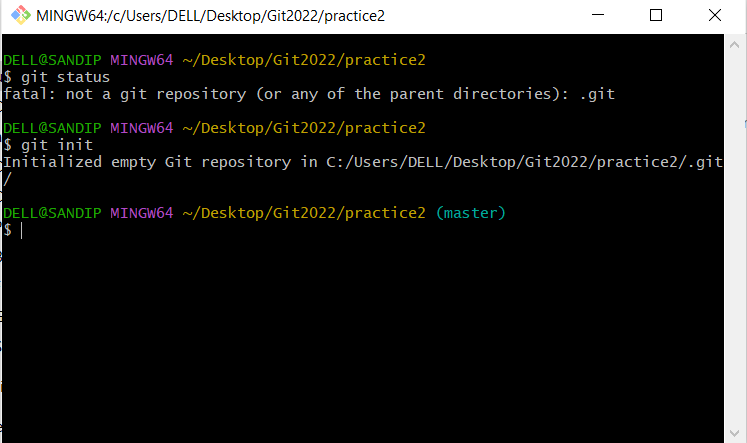 MINGW64:/c/Users/DELL/Desktop/Git2022/practice2
DELL@SANDIP MINGW64 ~/Desktop/Git2022/practice2
$ git status
fatal: not a git repository (or any of the parent directories): .git
DELL@SANDIP MINGW64 ~/Desktop/Git2022/practice2
$ git init
Initialized empty Git repository in C:/Users/DELL/Desktop/Git2022/practice2/.git
/
DELL@SANDIP MINGW64 ~/Desktop/Git2022/practice2 (master)
$